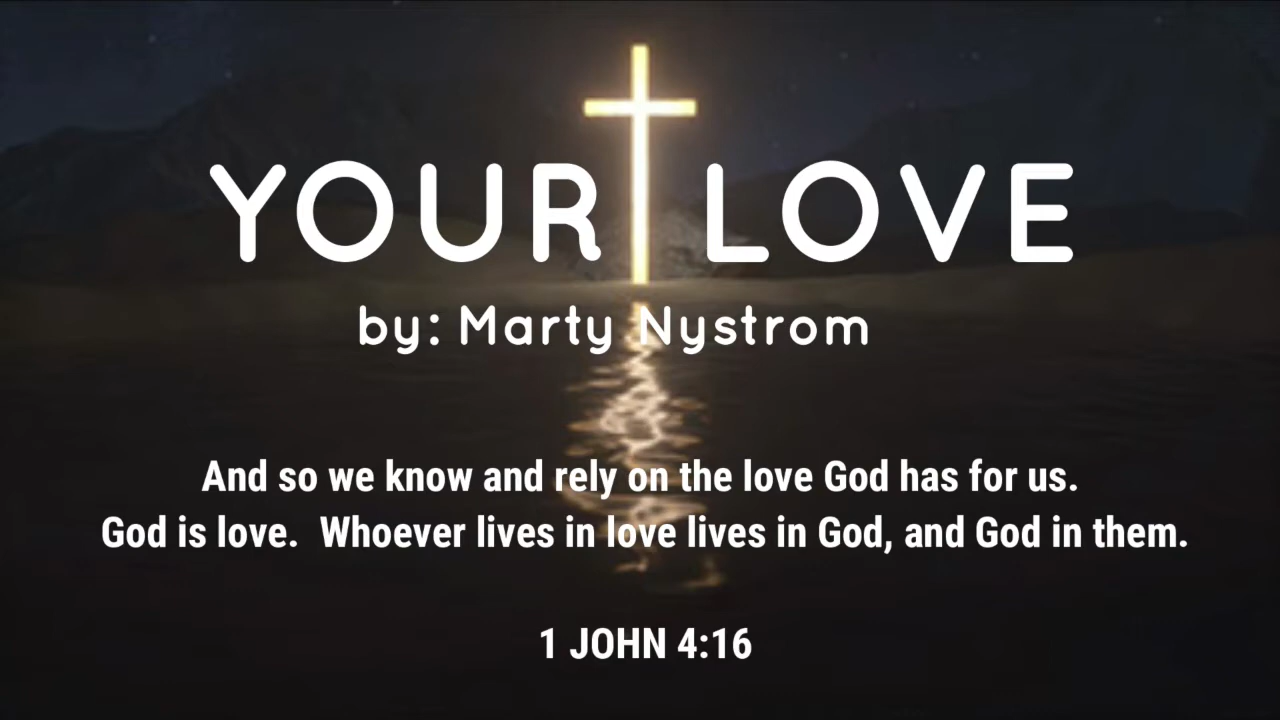 YOUR LOVE
by: Marty Nystrom
And so we know and rely on the love God has for us.
God is love.  Whoever lives in love lives in God, and God in them.
1 JOHN 4:16